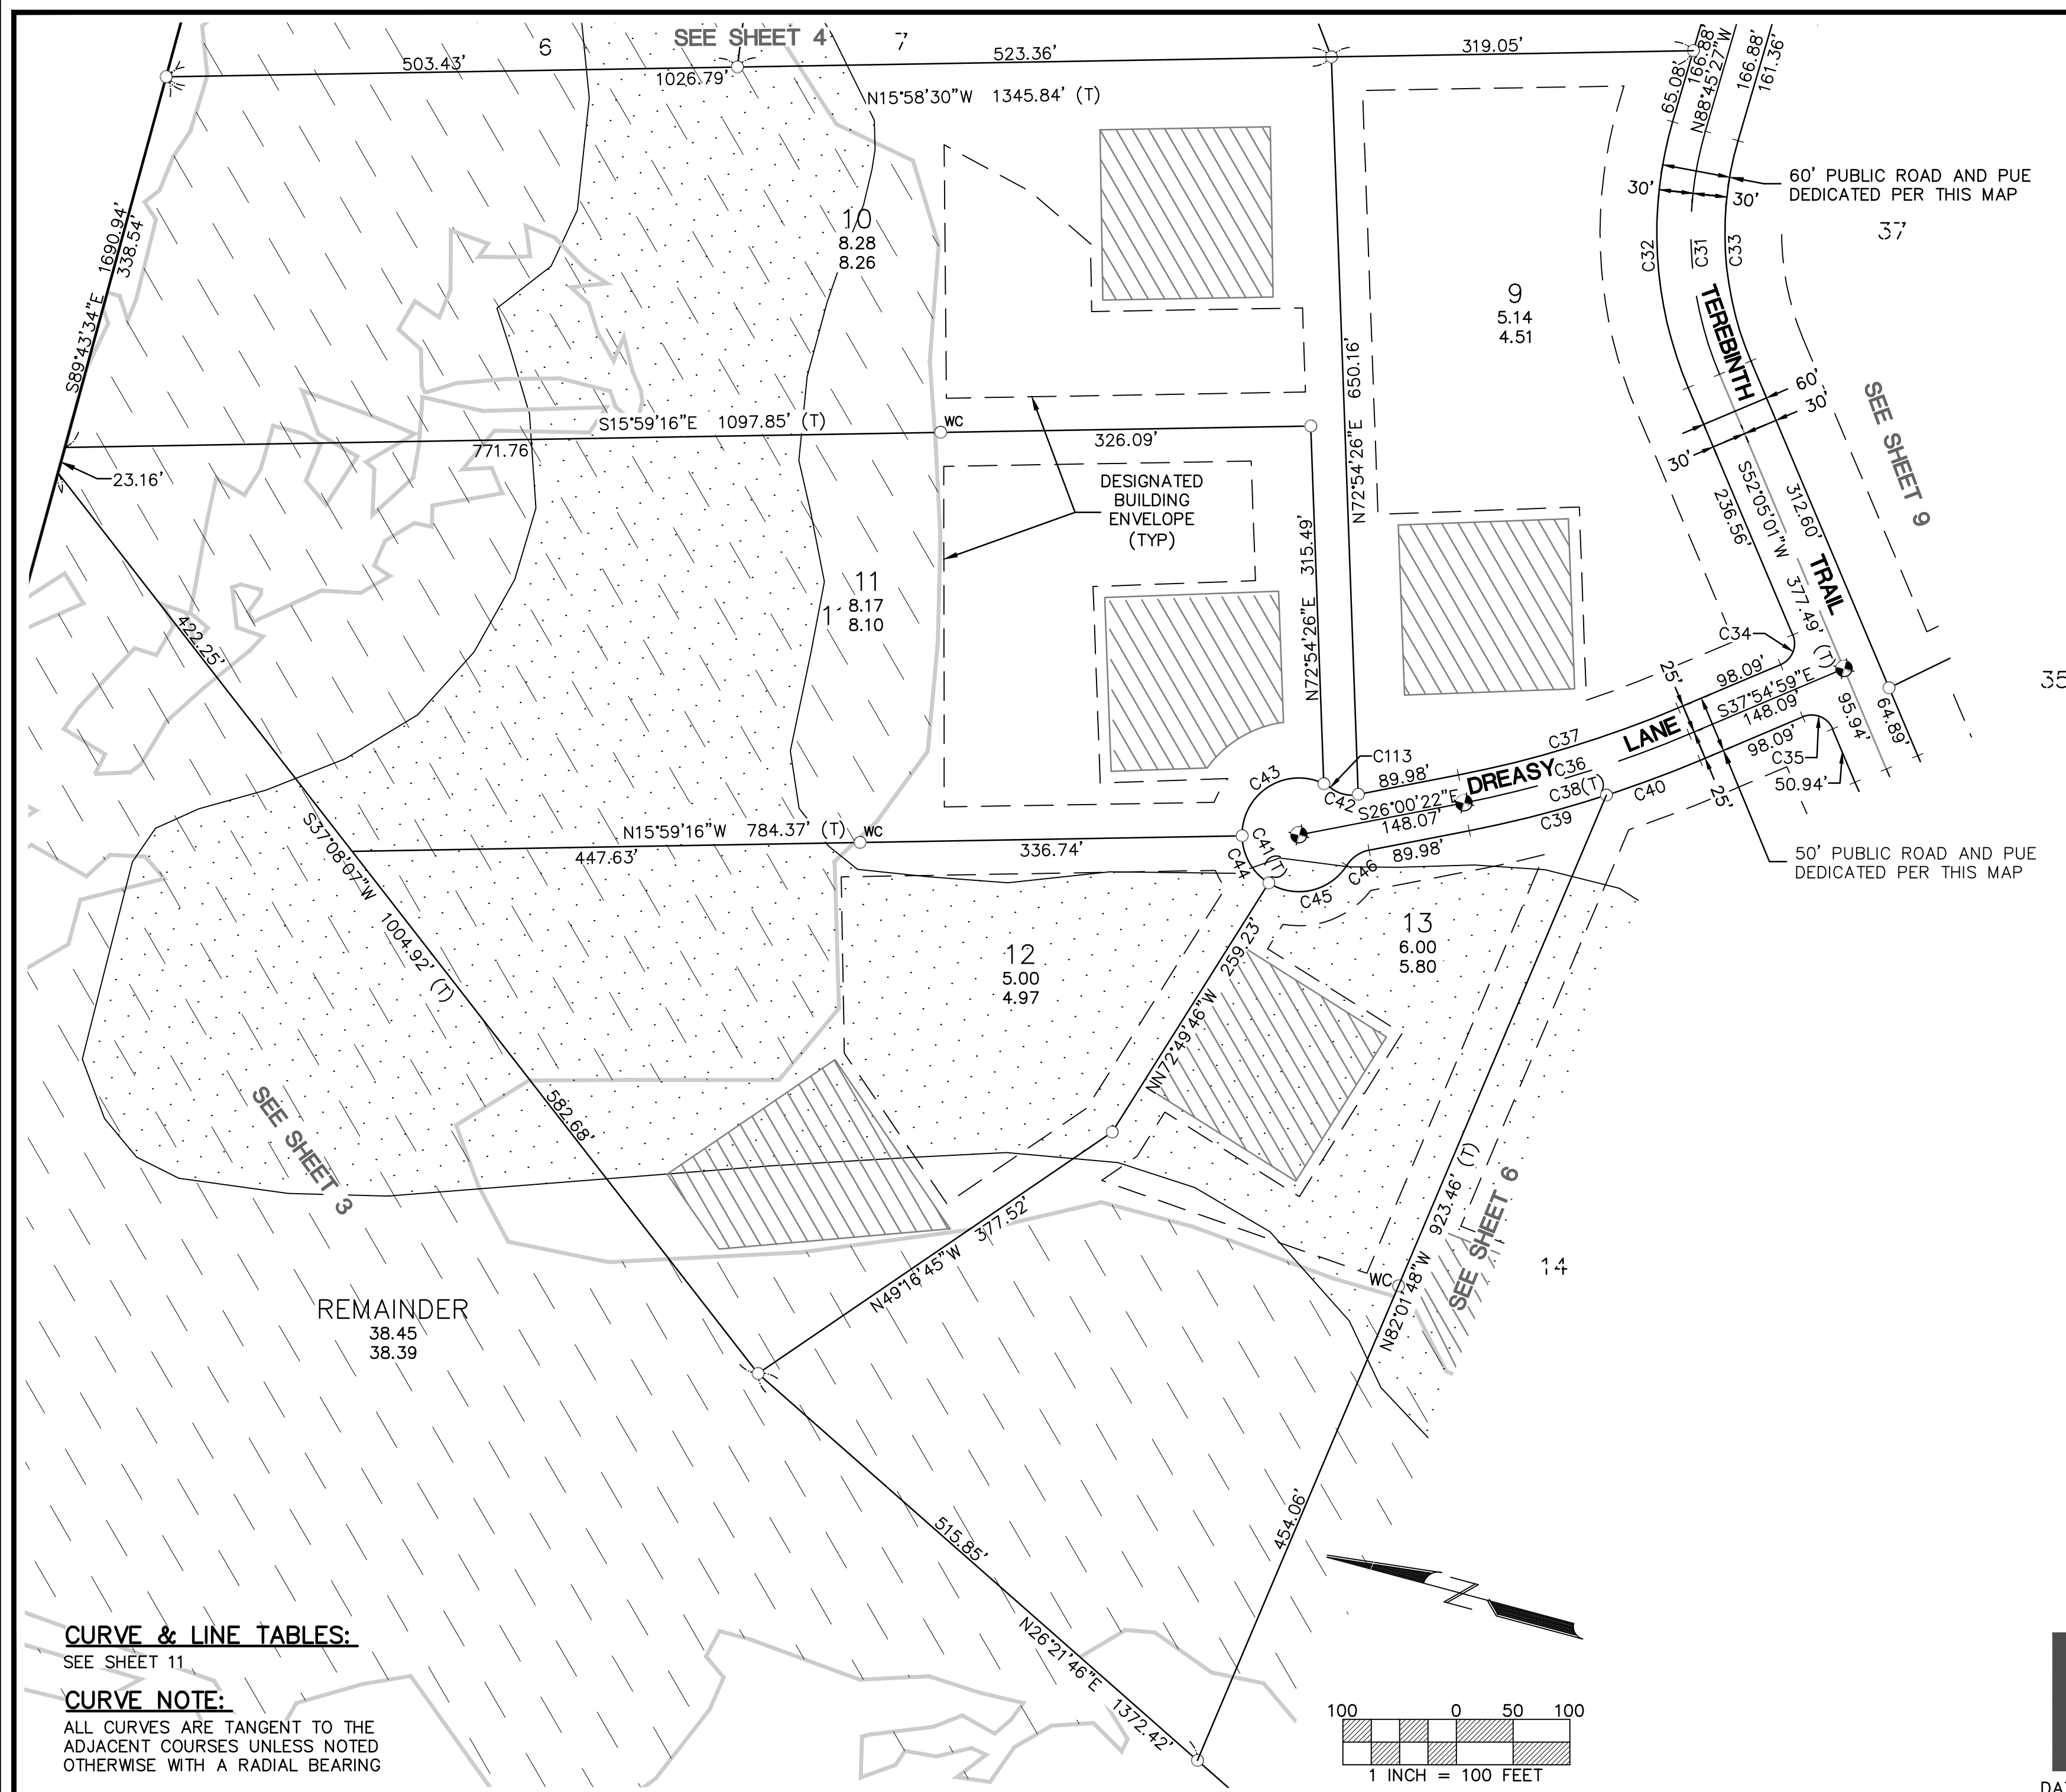 SEE SHEET 4
6
7
503.43'
1026.79'
523.36'
319.05'
N15°58'30"W 1345.84' (T)
65.08'
166.88'
N88°45'27"W
166.88'
161.36'
60' PUBLIC ROAD AND PUE
DEDICATED PER THIS MAP
30'
30'
37
C32
C31
C33
S89°43'34"E
1690.94'
338.54'
10
8.28
8.26
9
5.14
4.51
TEREBINTH
TRAIL
60'
30'
30'
SEE SHEET 9
N72°54'26"E 650.16'
S15°59'16"E 1097.85' (T)
771.76'
WC
326.09'
23.16'
DESIGNATED
BUILDING
ENVELOPE
(TYP)
236.56'
S52°05'01"W 377.49' (T)
312.60'
N72°54'26"E 315.49'
11
8.17
8.10
1
422.25'
C34
25'
98.09'
S37°54'59"E
148.09'
98.09'
C35
50.94'
95.94'
64.89'
35
C37
LANE
DREASY
C36
C38(T)
C40
C39
25'
C113
89.98'
C43
C42
S26°00'22"E
148.07'
89.98'
C41(T)
C44
C46
C45
50' PUBLIC ROAD AND PUE
DEDICATED PER THIS MAP
N15°59'16"W 784.37' (T)
WC
447.63'
336.74'
S37°08'07"W 1004.92' (T)
12
5.00
4.97
13
6.00
5.80
259.23'
NN72°49'46"W
SEE SHEET 3
582.68'
N49°16'45"W 377.52'
N82°01'48"W 923.46' (T)
WC
SEE SHEET 6
14
REMAINDER
38.45
38.39
515.85'
454.06'
N26°21'46"E 1372.42'
CURVE & LINE TABLES:
SEE SHEET 11
CURVE NOTE:
ALL CURVES ARE TANGENT TO THE
ADJACENT COURSES UNLESS NOTED
OTHERWISE WITH A RADIAL BEARING
100 0 50 100
1 INCH = 100 FEET